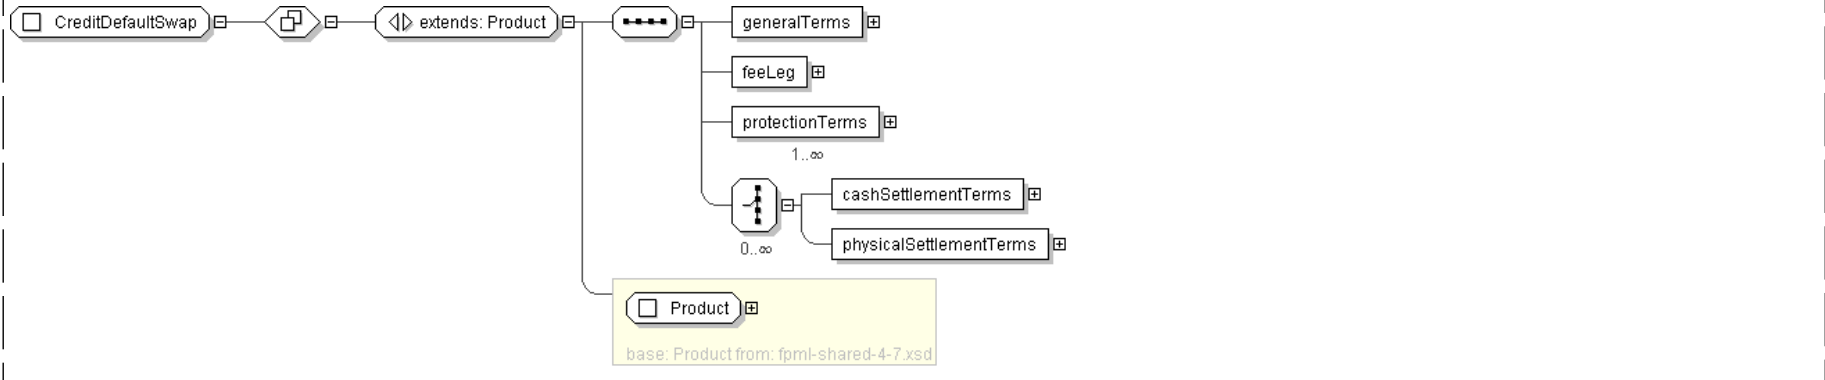 CreditDefaultSwap
extends: Product
generalTerms
feeLeg
protectionTerms
1..∞
cashSettlementTerms
physicalSettlementTerms
0..∞
Product
base: Product from: fpml-shared-4-7.xsd